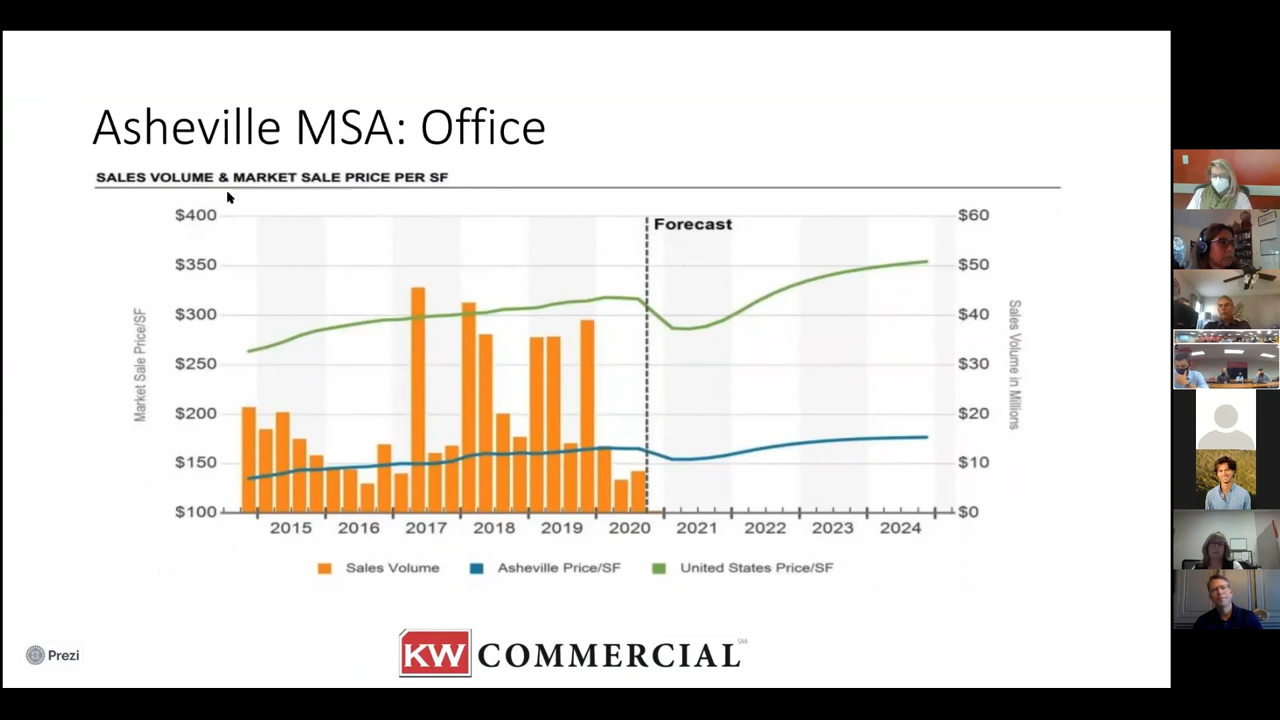 Asheville MSA: Office
SALES VOLUME & MARKET SALE PRICE PER SF
$400
$350
$300
$250
$200
$150
$100
Market Sale Price/SF
Forecast
$60
$50
$40
$30
$20
$10
$0
Sales Volume in Millions
2015 2016 2017 2018 2019 2020 2021 2022 2023 2024
Sales Volume Asheville Price/SF United States Price/SF
KW COMMERCIAL SM
Prezi